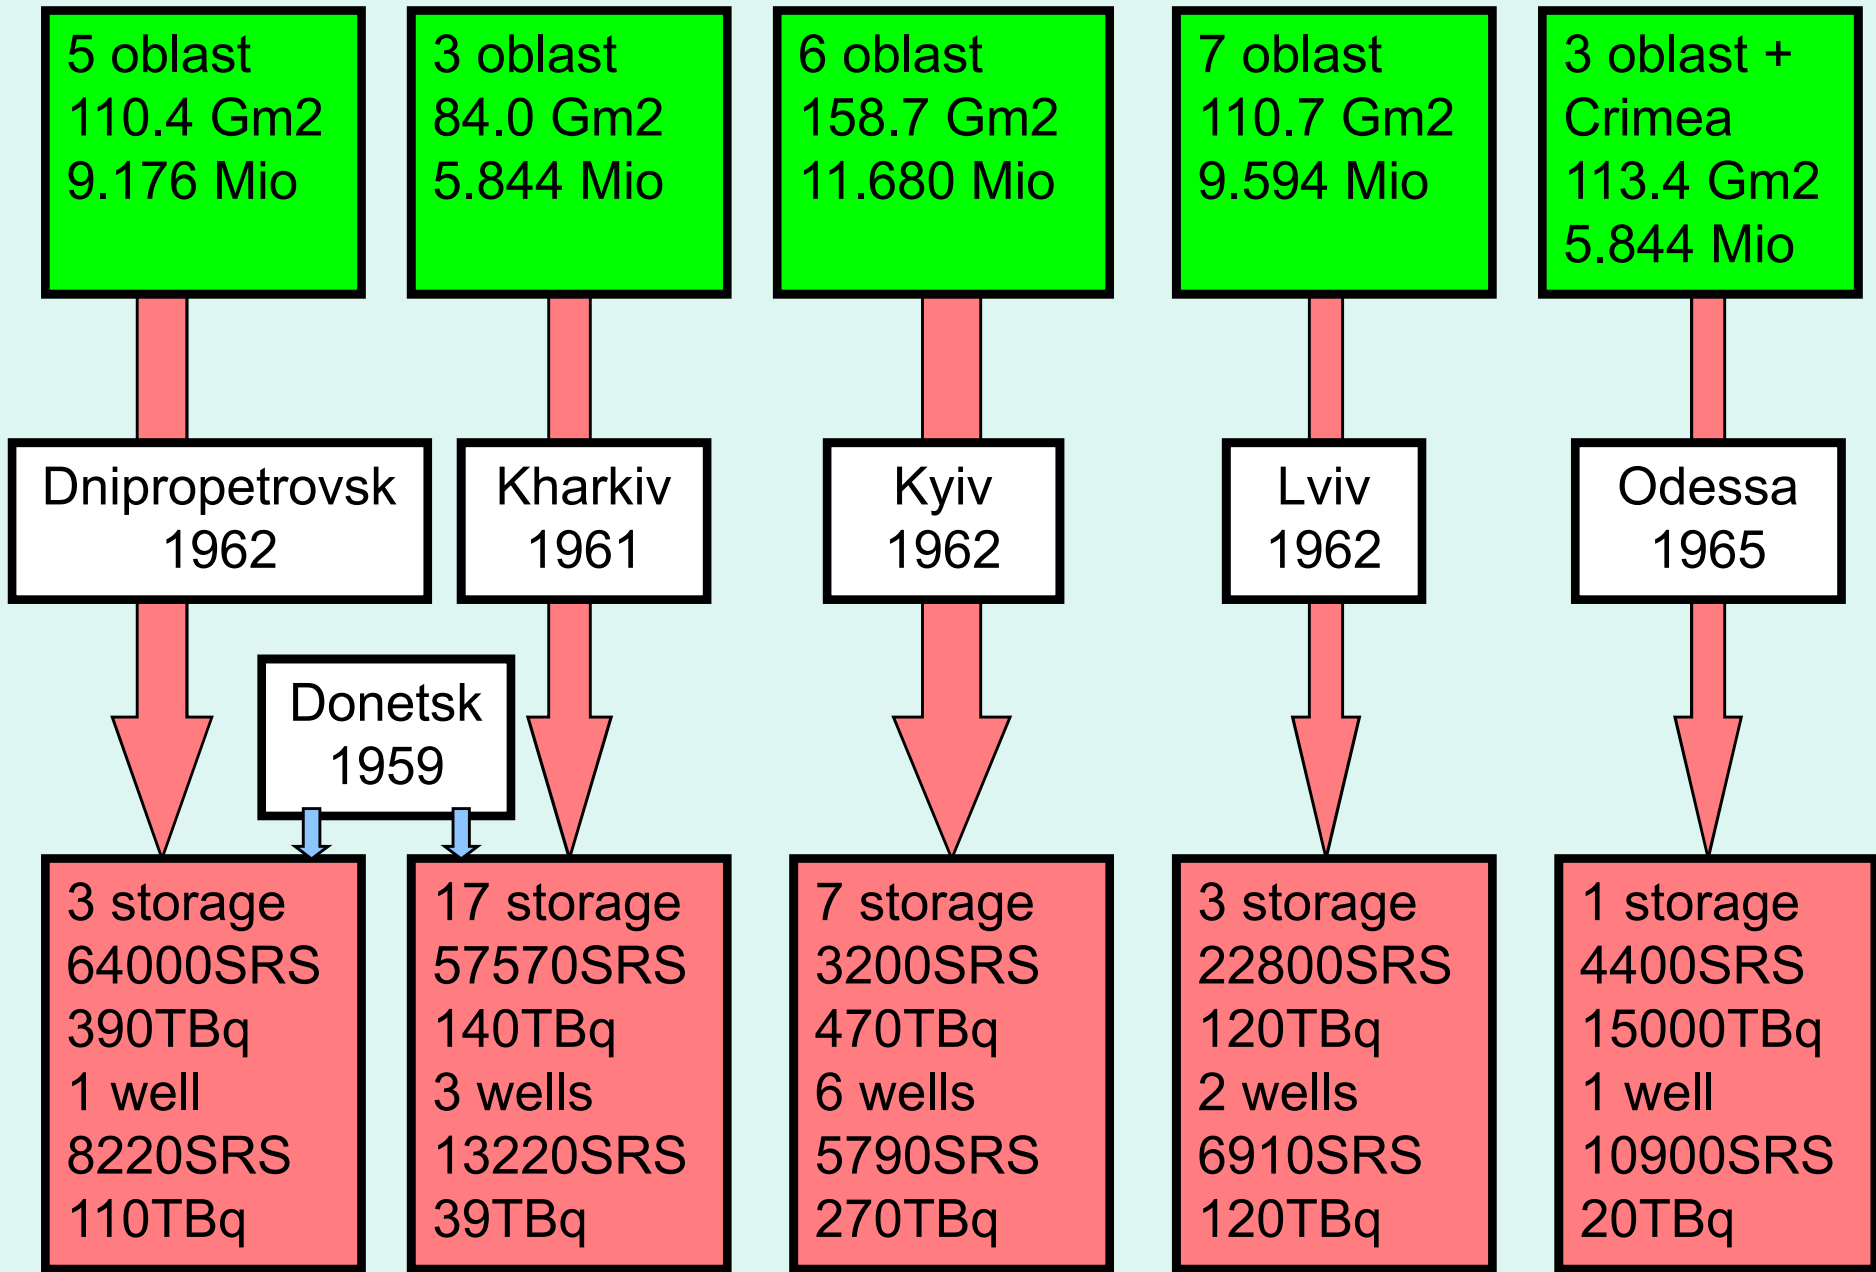 5 oblast
110.4 Gm2
9.176 Mio
3 oblast
84.0 Gm2
5.844 Mio
6 oblast
158.7 Gm2
11.680 Mio
7 oblast
110.7 Gm2
9.594 Mio
3 oblast +
Crimea
113.4 Gm2
5.844 Mio
Dnipropetrovsk
1962
Kharkiv
1961
Kyiv
1962
Lviv
1962
Odessa
1965
Donetsk
1959
3 storage
64000SRS
390TBq
1 well
8220SRS
110TBq
17 storage
57570SRS
140TBq
3 wells
13220SRS
39TBq
7 storage
3200SRS
470TBq
6 wells
5790SRS
270TBq
3 storage
22800SRS
120TBq
2 wells
6910SRS
120TBq
1 storage
4400SRS
15000TBq
1 well
10900SRS
20TBq